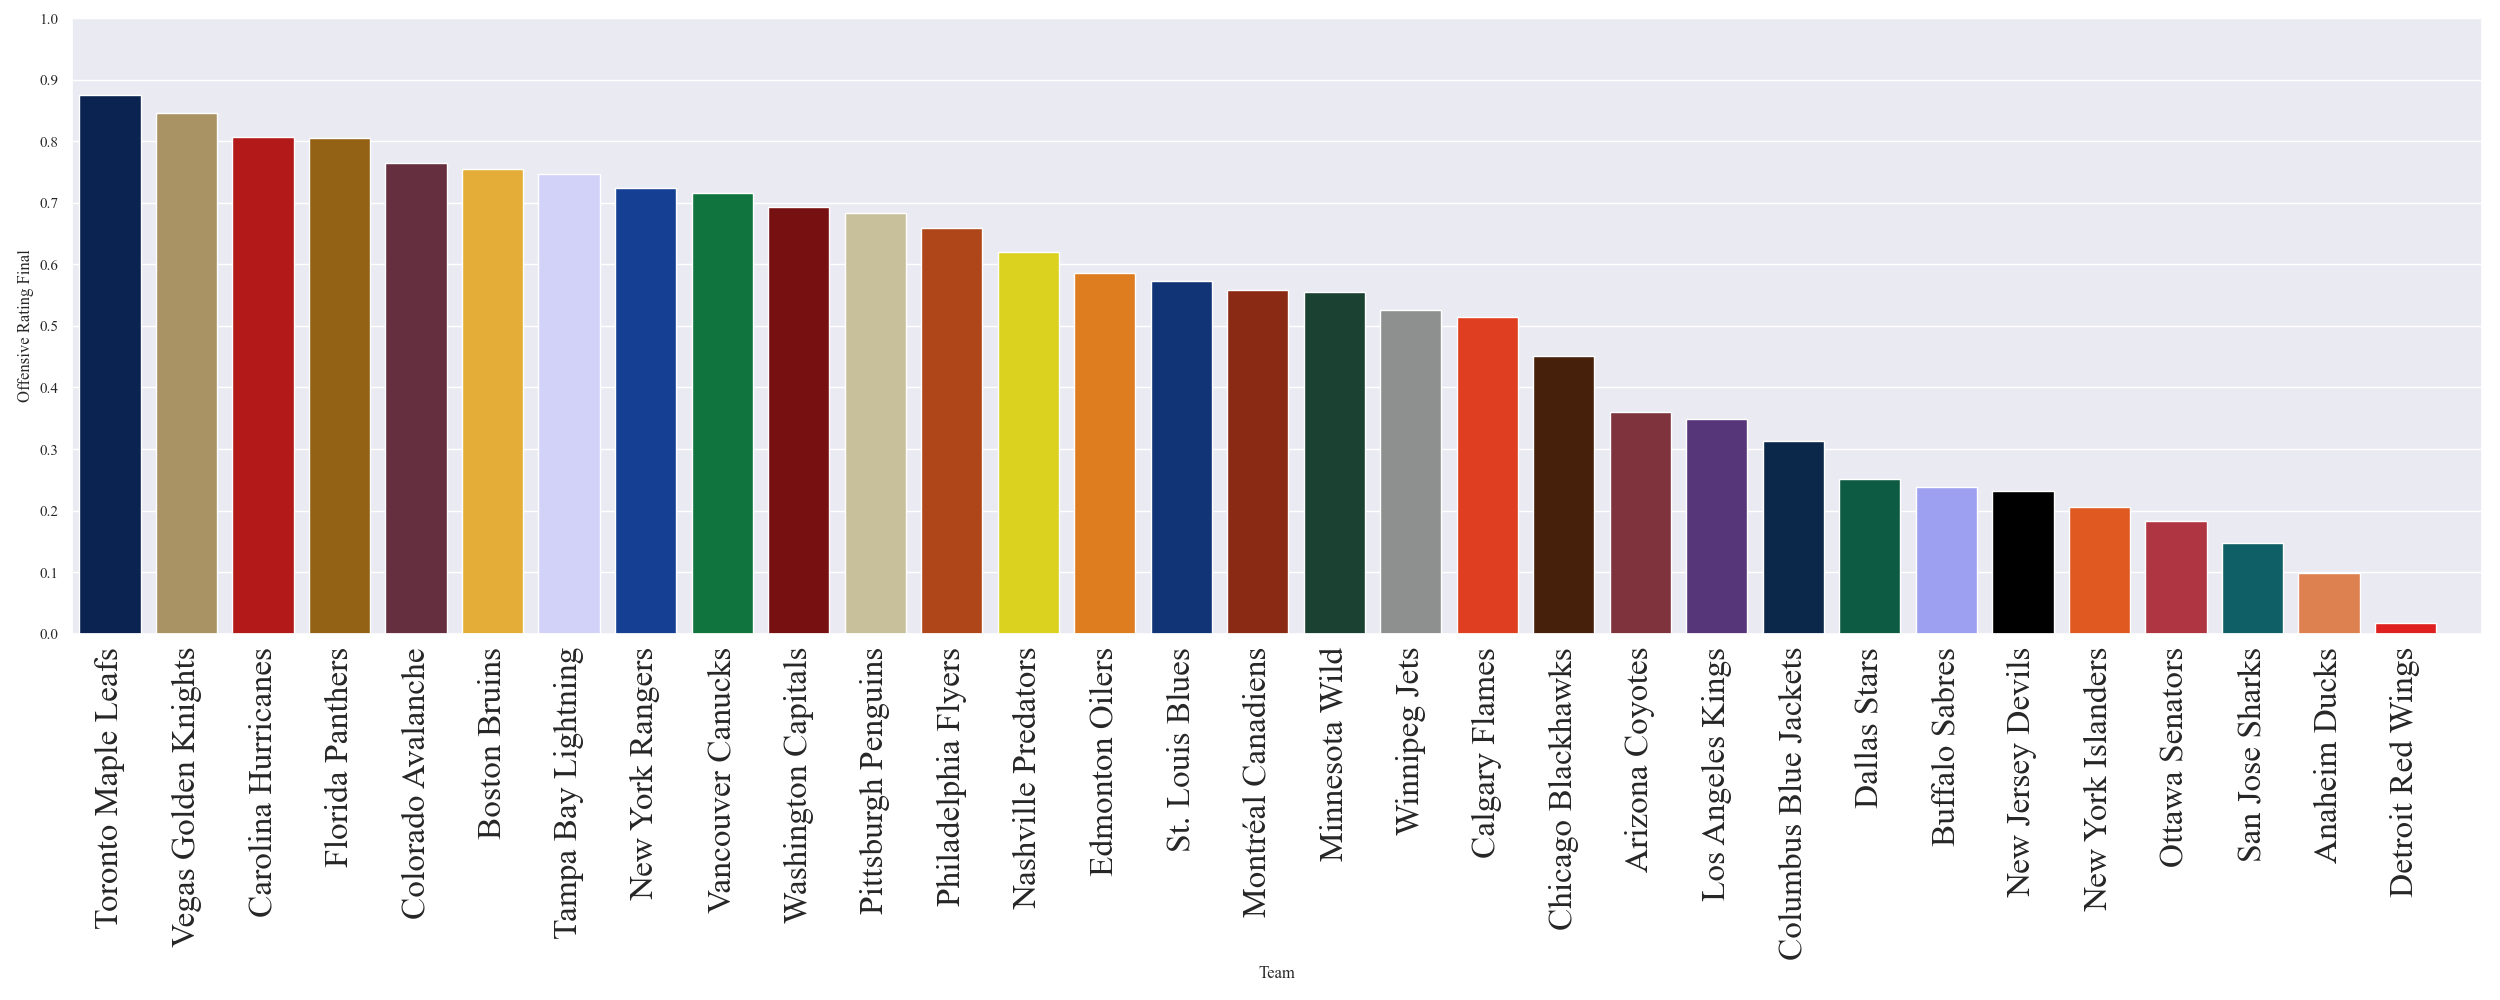 1.0
0.9
0.8
0.7
0.6
0.5
0.4
0.3
0.2
0.1
0.0
Offensive Rating Final
Toronto Maple Leafs
Vegas Golden Knights
Carolina Hurricanes
Florida Panthers
Colorado Avalanche
Boston Bruins
Tampa Bay Lightning
New York Rangers
Vancouver Canucks
Washington Capitals
Pittsburgh Penguins
Philadelphia Flyers
Nashville Predators
Edmonton Oilers
St. Louis Blues
Montréal Canadiens
Minnesota Wild
Winnipeg Jets
Calgary Flames
Chicago Blackhawks
Arizona Coyotes
Los Angeles Kings
Columbus Blue Jackets
Dallas Stars
Buffalo Sabres
New Jersey Devils
New York Islanders
Ottawa Senators
San Jose Sharks
Anaheim Ducks
Detroit Red Wings
Team